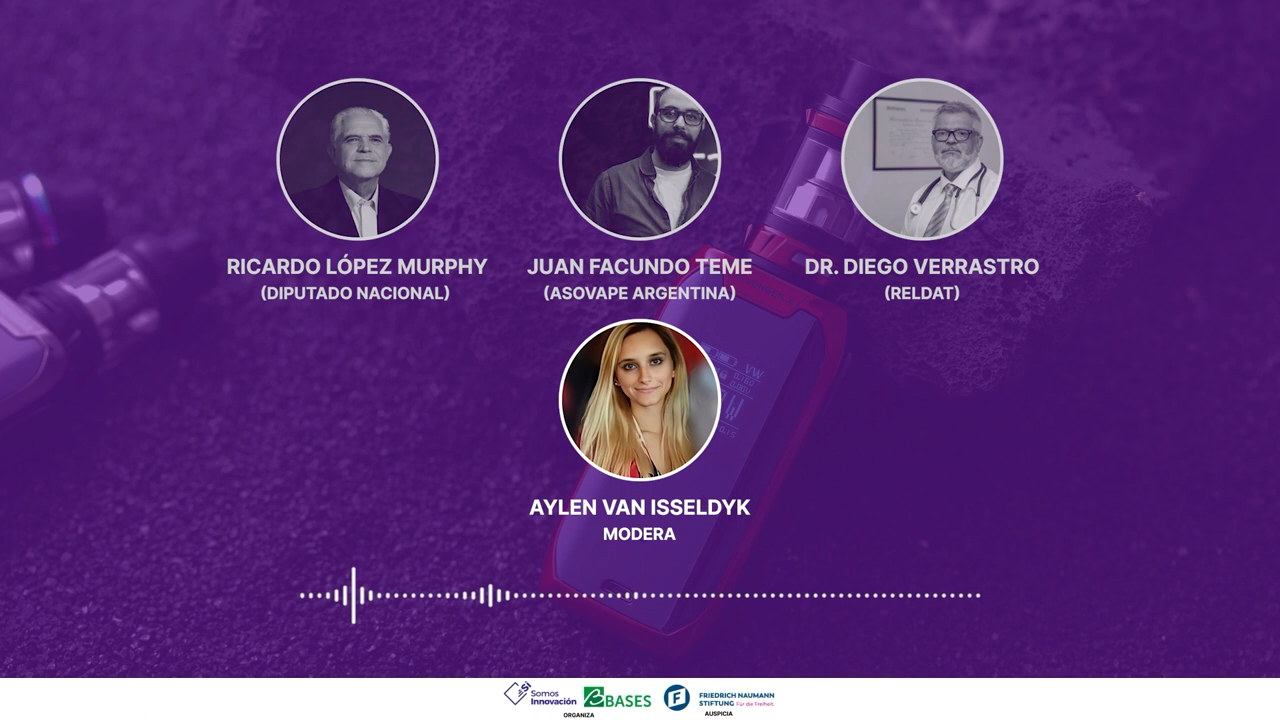 RICARDO LÓPEZ MURPHY
(DIPUTADO NACIONAL)
JUAN FACUNDO TEME
(ASOVAPE ARGENTINA)
DR. DIEGO VERRASTRO
(RELDAT)
AYLEN VAN ISSELDYK
MODERA
SÍ
Somos
Innovación
BASES
ORGANIZA
F
FRIEDRICH NAUMANN
STIFTUNG Für die Freiheit.
AUSPICIA